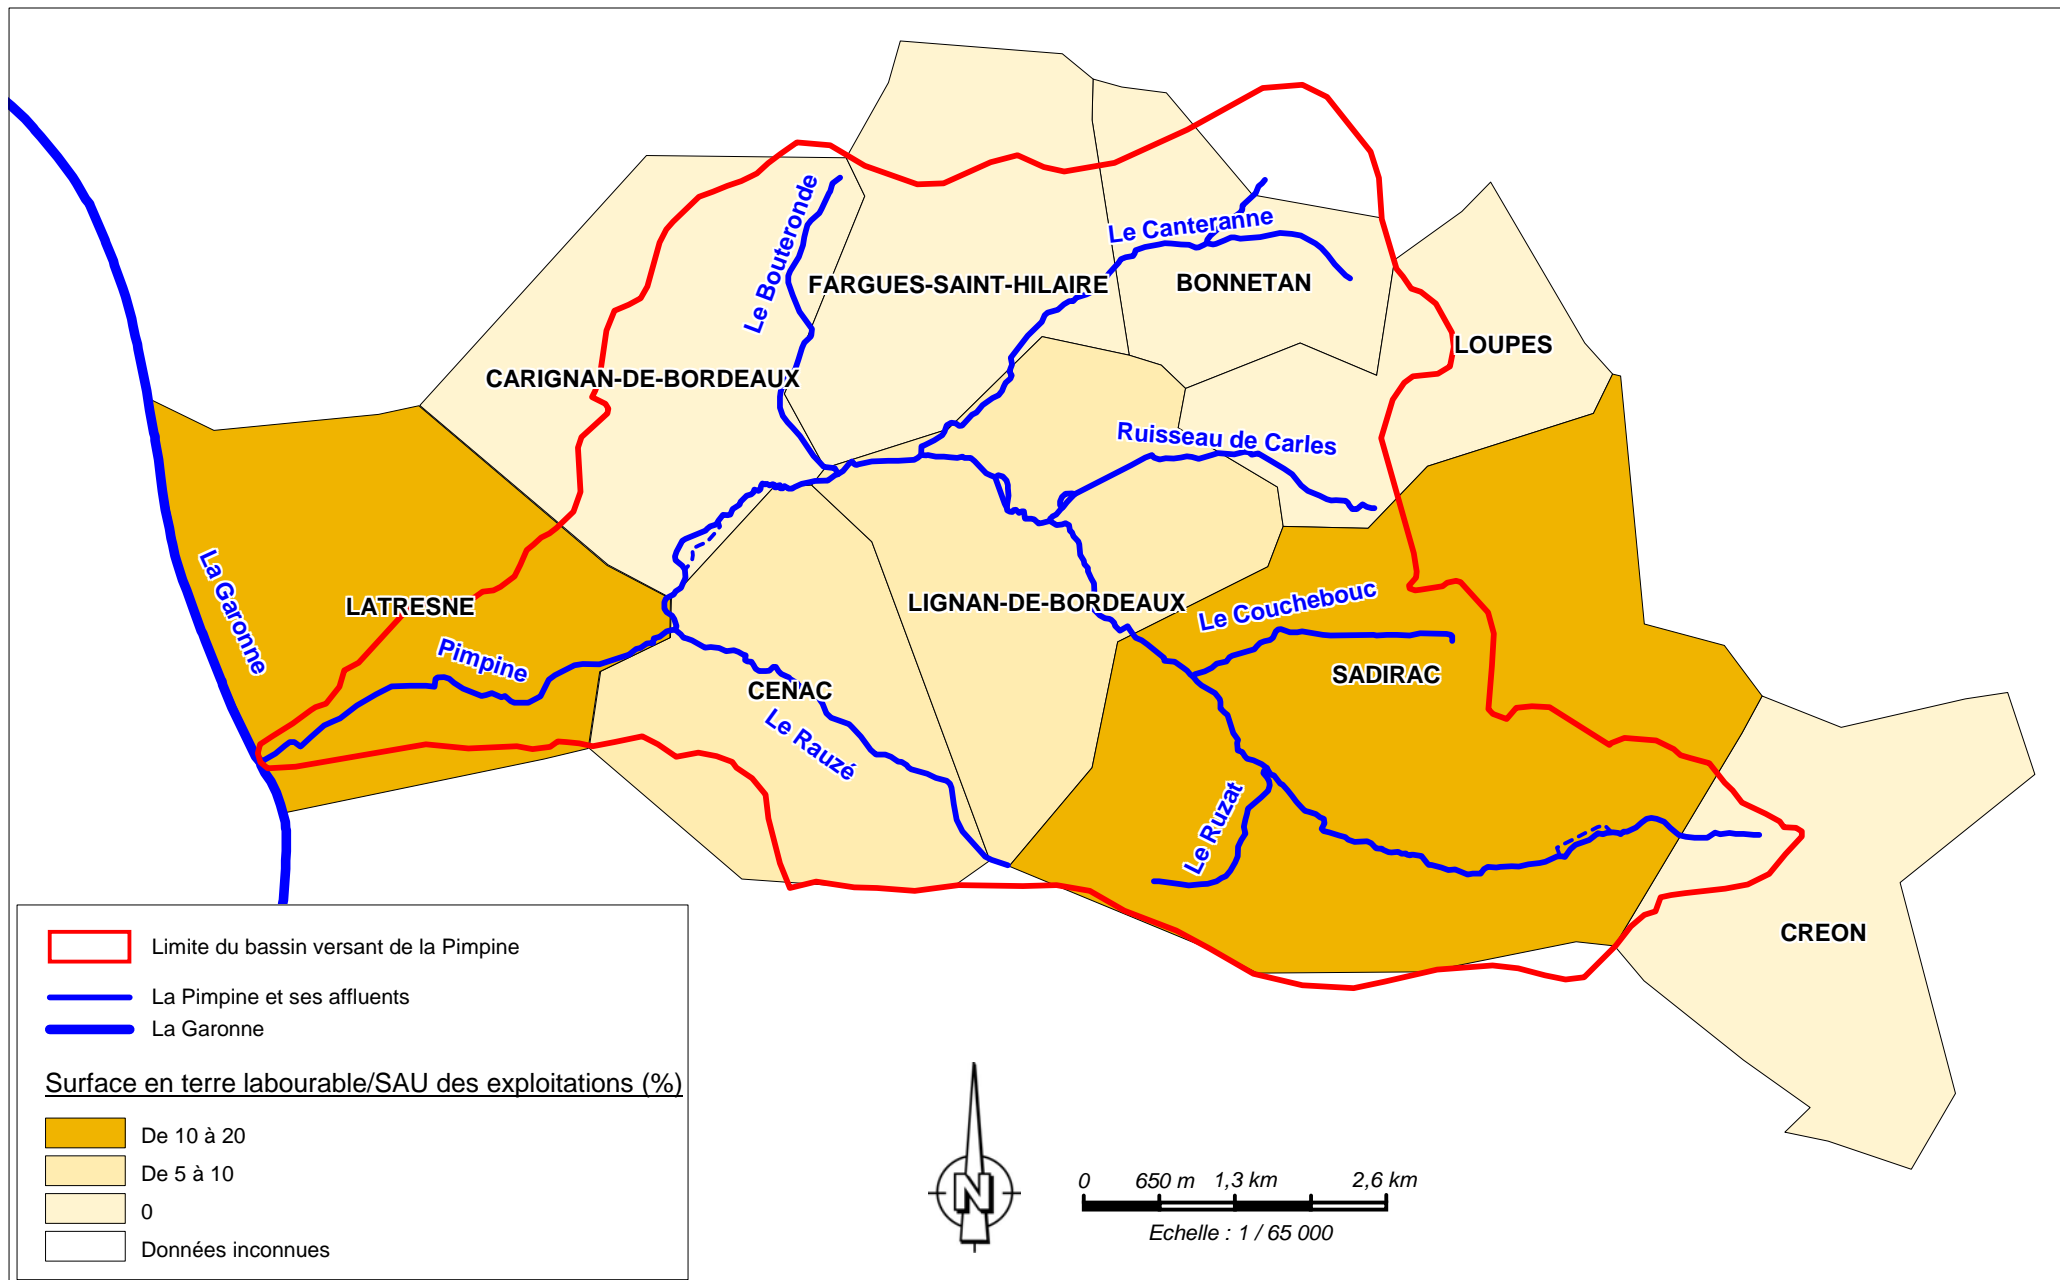 Le Bouteronde
Le Canteranne
FARGUES-SAINT-HILAIRE
BONNETAN
LOUPES
CARIGNAN-DE-BORDEAUX
Ruisseau de Carles
La Garonne
LATRESNE
LIGNAN-DE-BORDEAUX
Le Couchebouc
Pimpine
CENAC
SADIRAC
Le Rauzé
Le Ruzat
CREON
Limite du bassin versant de la Pimpine
La Pimpine et ses affluents
La Garonne
Surface en terre labourable/SAU des exploitations (%)
De 10 à 20
De 5 à 10
0
Données inconnues
N
0 650 m 1,3 km 2,6 km
Echelle : 1 / 65 000